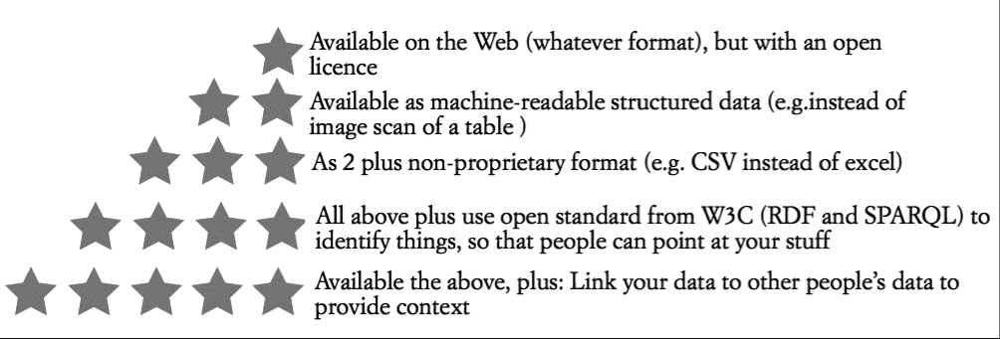 Available on the Web (whatever format), but with an open
licence
Available as machine-readable structured data (e.g.instead of
image scan of a table )
As 2 plus non-proprietary format (e.g. CSV instead of excel)
All above plus use open standard from W3C (RDF and SPARQL) to
identify things, so that people can point at your stuff
Available the above, plus: Link your data to other people’s data to
provide context